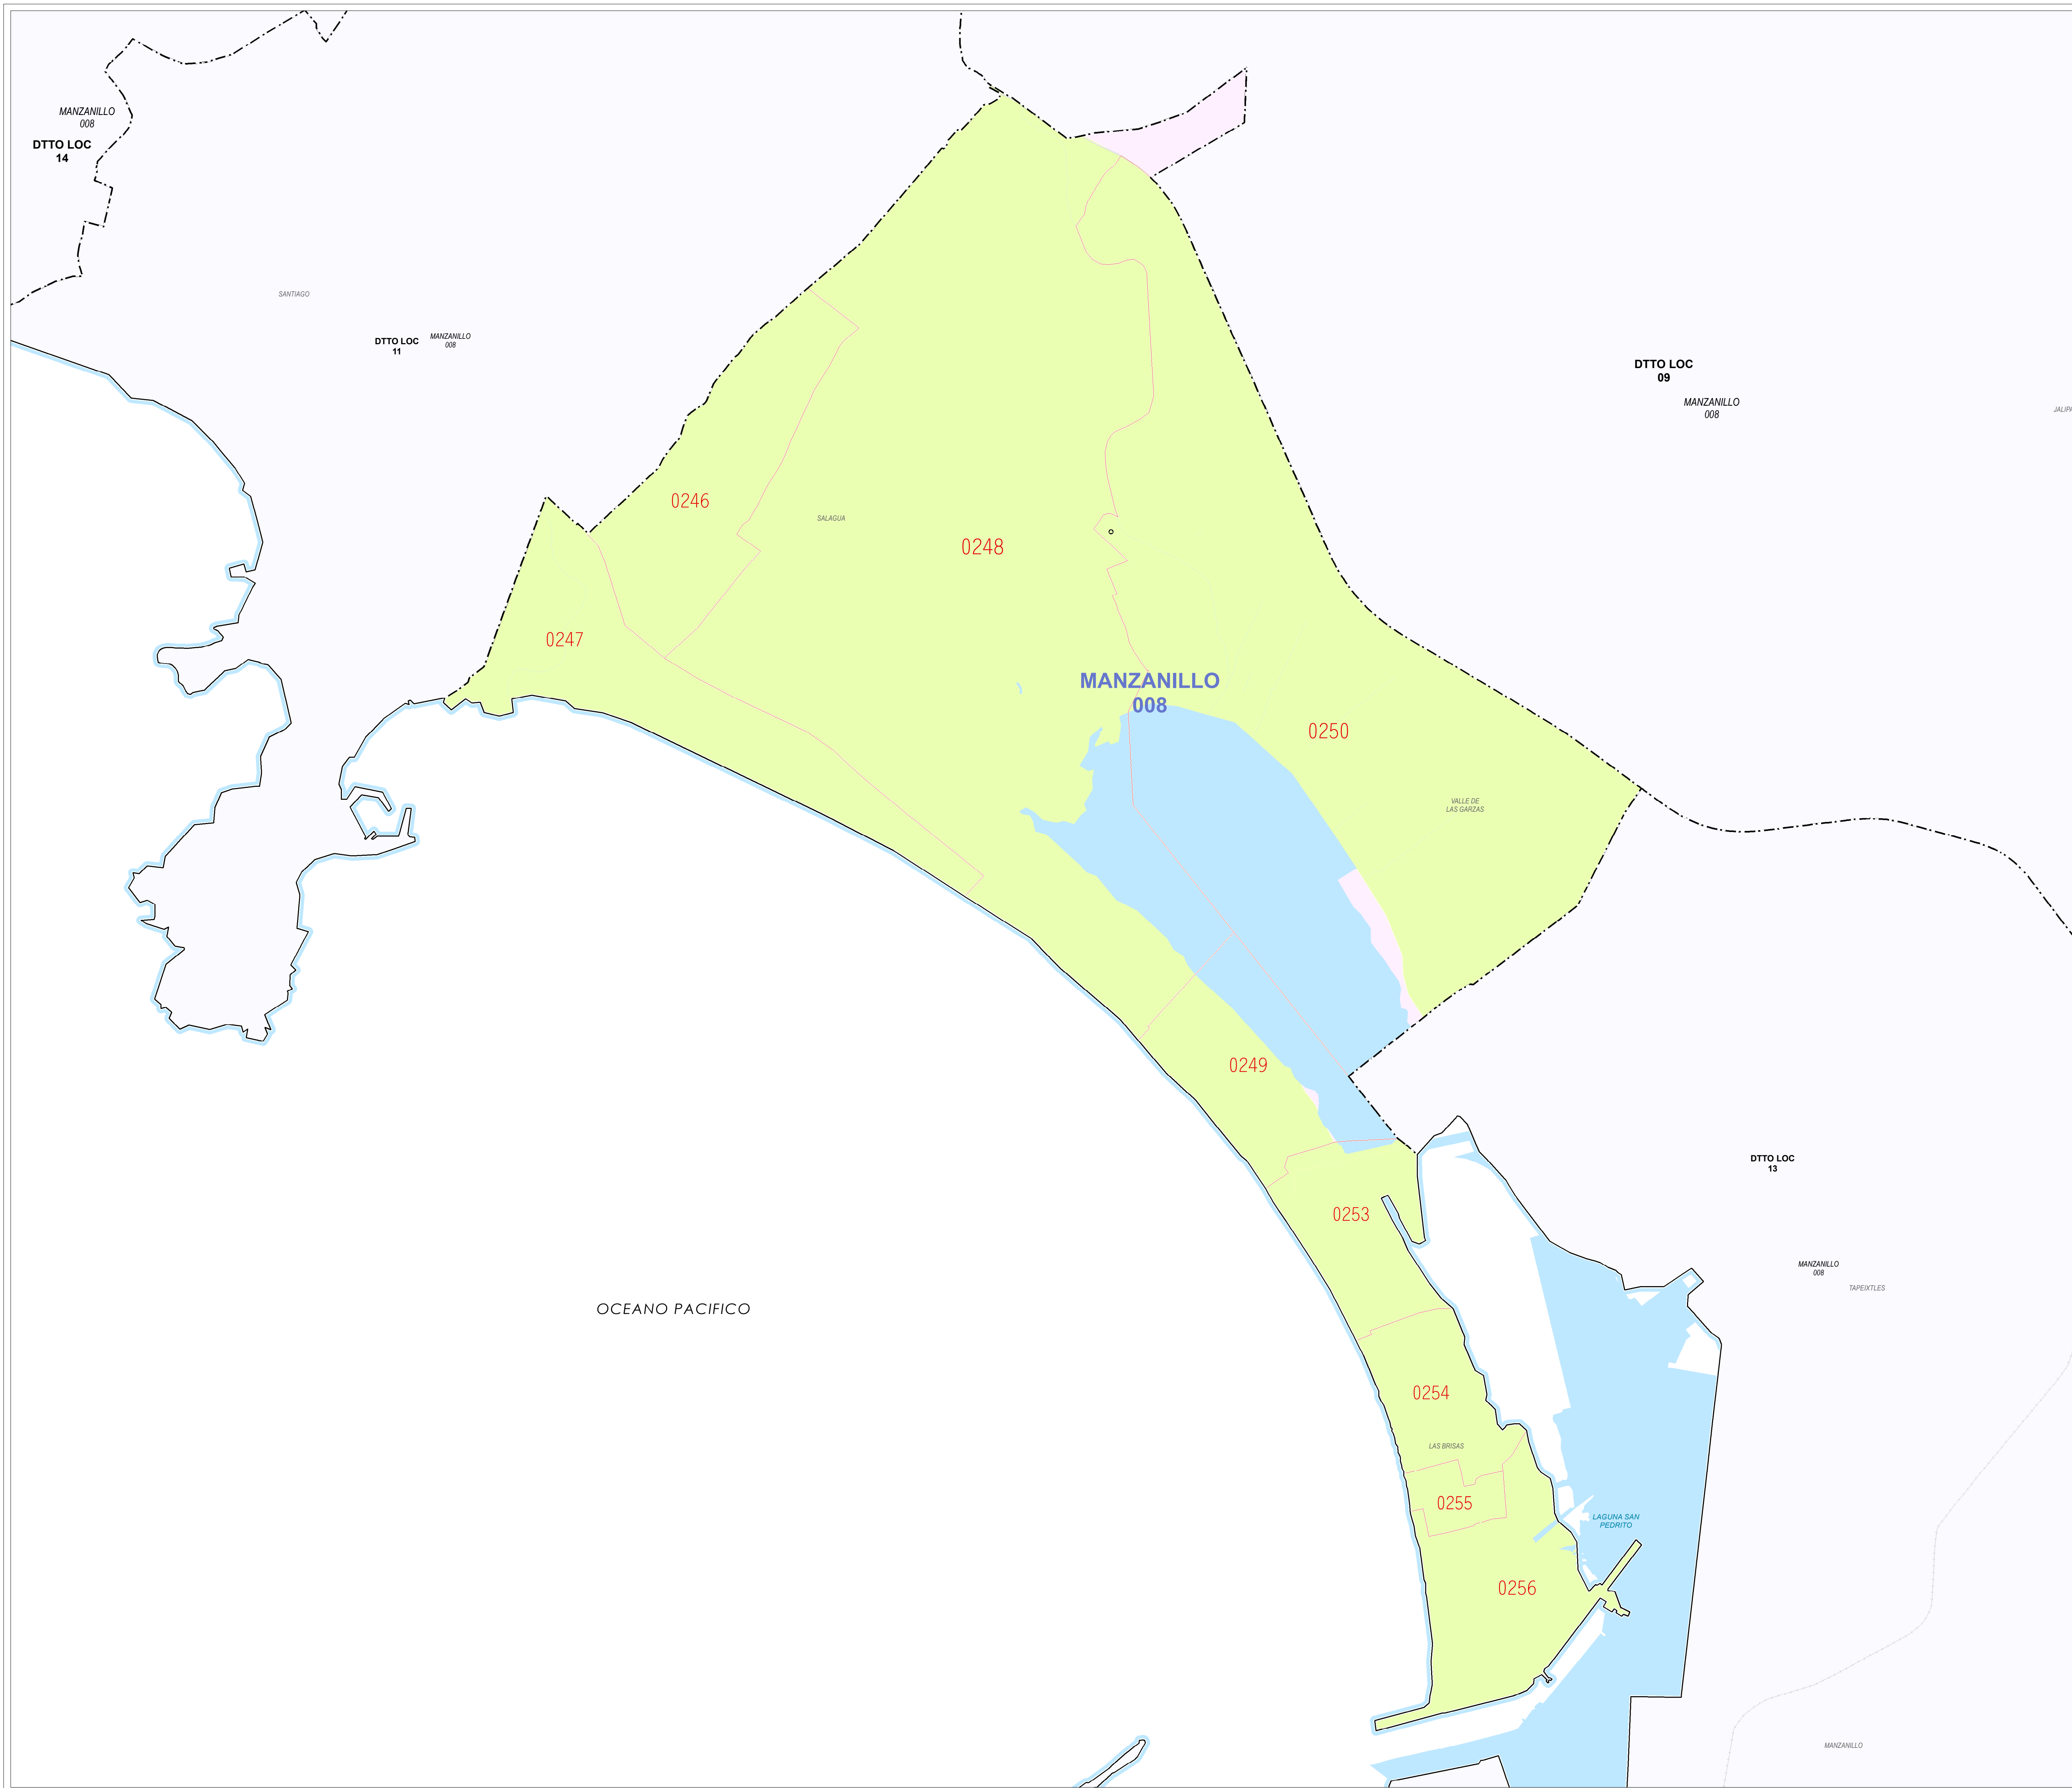 MANZANILLO
008
DTTO LOC
14
SANTIAGO
DTTO LOC
11
MANZANILLO
008
DTTO LOC
09
MANZANILLO
008
0246
SALAGUA
0248
0247
MANZANILLO
008
0250
VALLE DE
LAS GARZAS
0249
DTTO LOC
13
0253
MANZANILLO
008
TAPEIXTLES
OCEANO PACIFICO
0254
LAS BRISAS
0255
LAGUNA SAN
PEDRITO
0256
MANZANILLO